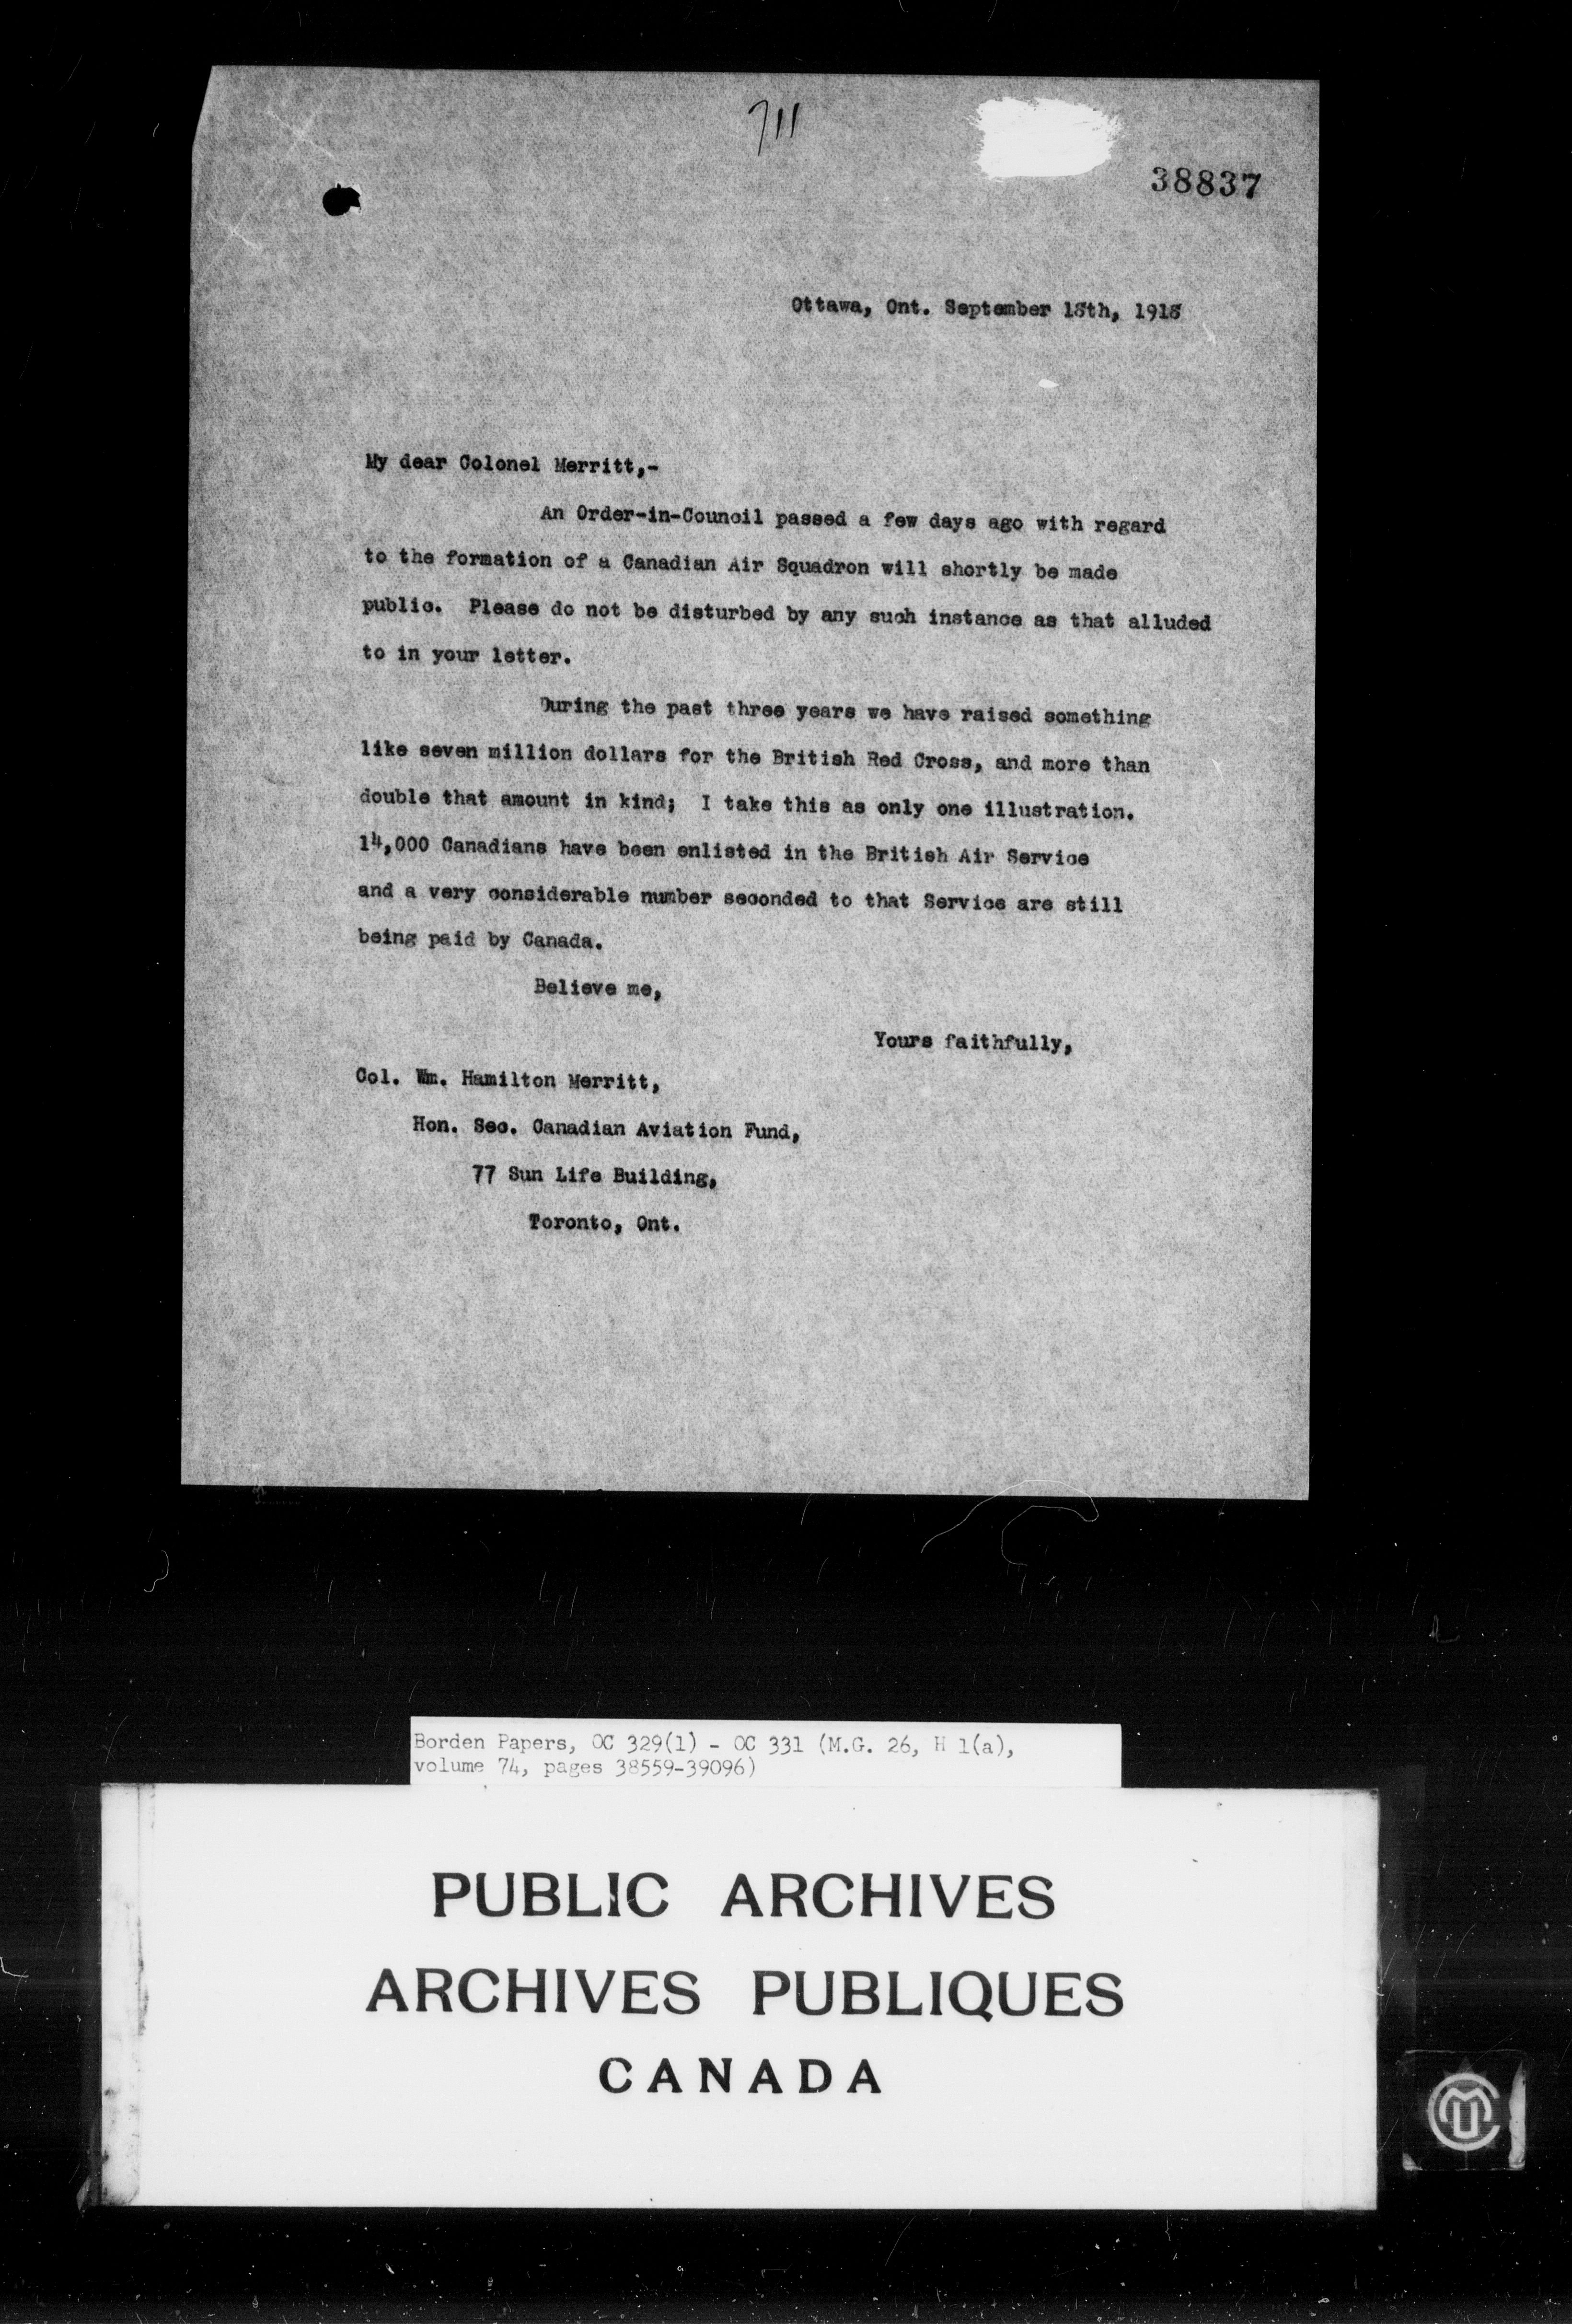 711
38837
Ottawa, Ont. September 18th, 1918
My dear Colonel Merritt,-
An Order-in-Council passed a few days ago with regard
to the formation of a Canadian Air Squadron will shortly be made
public. Please do not be disturbed by any such instance as that alluded
to in your letter.
During the past three years we have raised something
like seven million dollars for the British Red Cross, and more than
double that amount in kind; I take this as only one illustration.
14,000 Canadians have been enlisted in the British Air Service
and a very considerable number seconded to that Service are still
being paid by Canada.
Believe me,
Yours faithfully,
Col. Wm. Hamilton Merritt,
Hon. Sec. Canadian Aviation Fund,
77 Sun Life Building,
Toronto, Ont.
Borden Papers, OC 329(1) - OC 331 (M.G. 26, H 1(a),
volume 74, pages 38559-39096)
PUBLIC ARCHIVES
ARCHIVES PUBLIQUES
CANADA